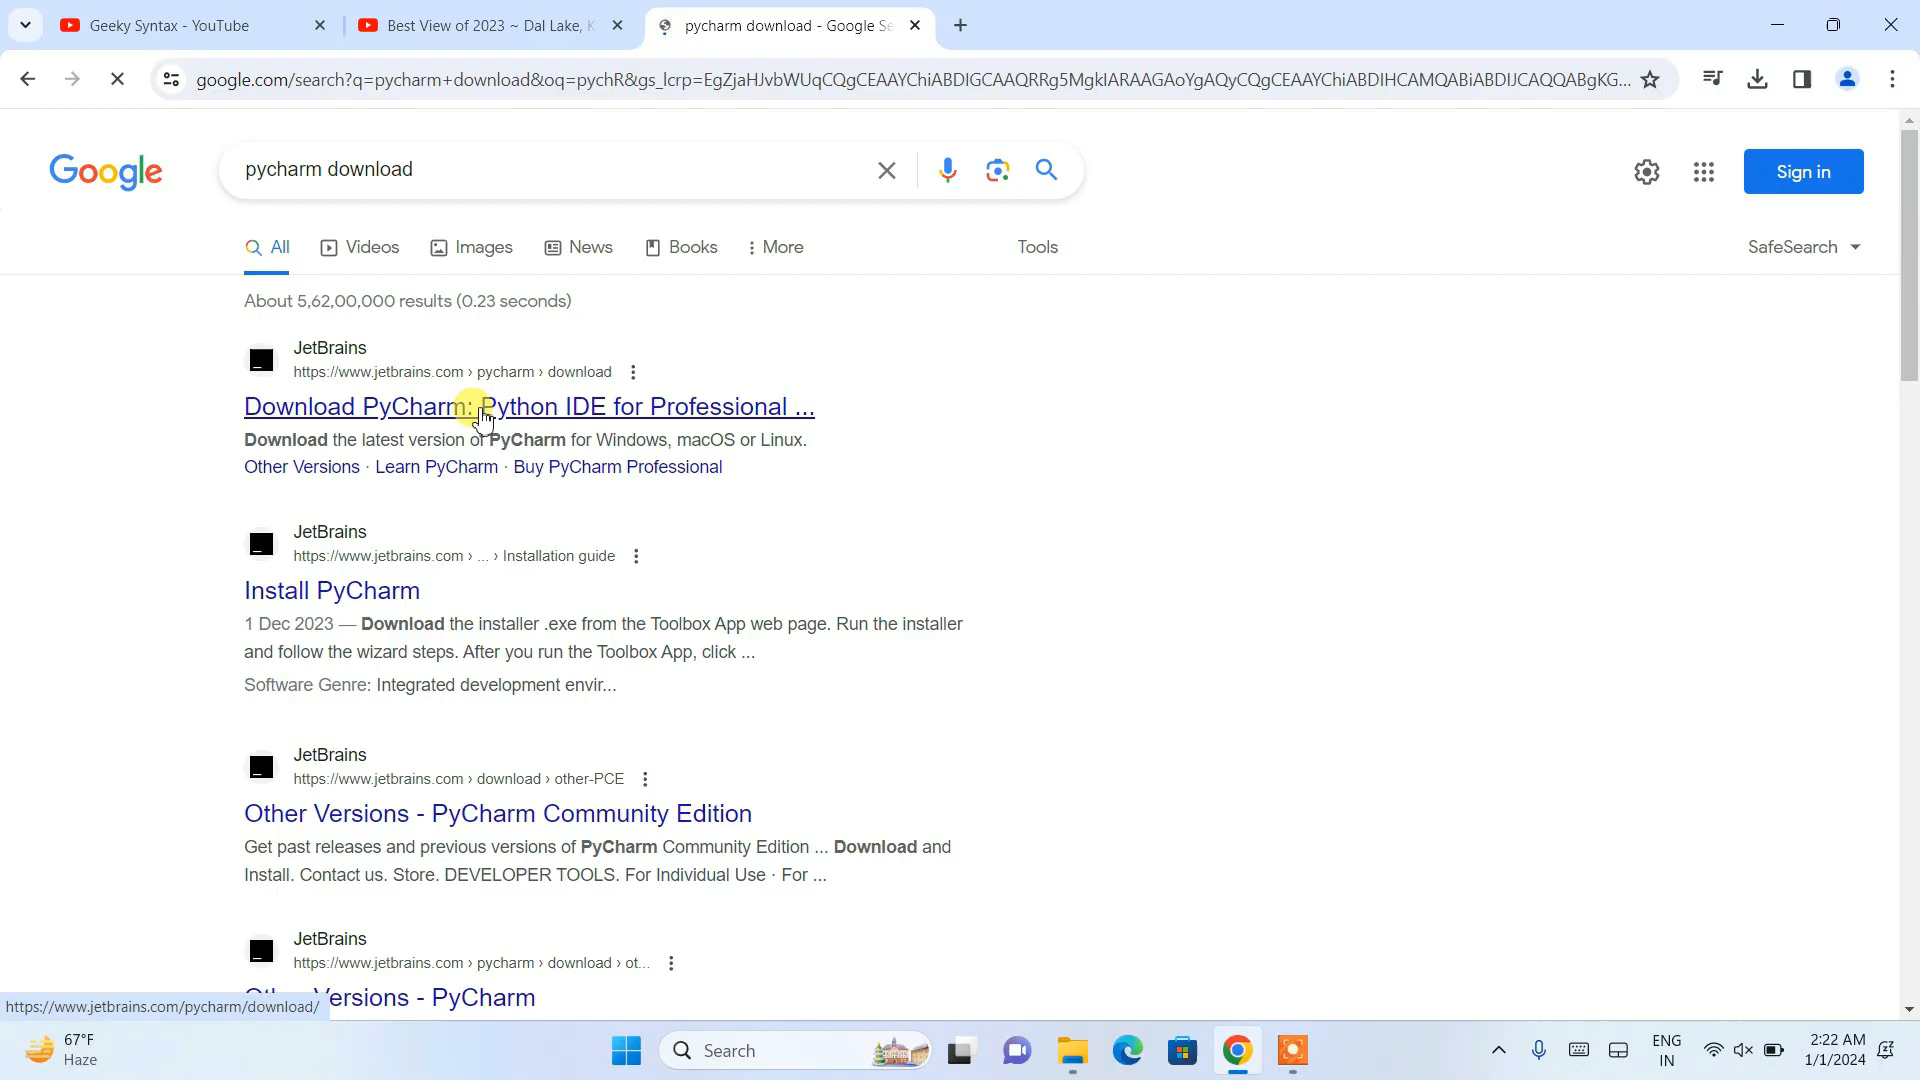 Geeky Syntax - YouTube
Best View of 2023 ~ Dal Lake, K
pycharm download - Google Se
google.com/search?q=pycharm+download&oq=pychR&gs_lcrp=EgZjaHJvbWUqCQgCEAAYChiABDIGCAAQRRg5MgkIARAAGAoYgAQyCQgCEAAYChiABDIHCAMQABiABDIJCAQQABgKG...
Google
pycharm download
Sign in
All
Videos
Images
News
Books
More
Tools
SafeSearch
About 5,62,00,000 results (0.23 seconds)
JetBrains
https://www.jetbrains.com › pycharm › download
Download PyCharm: Python IDE for Professional ...
Download the latest version of PyCharm for Windows, macOS or Linux.
Other Versions · Learn PyCharm · Buy PyCharm Professional
JetBrains
https://www.jetbrains.com › ... › Installation guide
Install PyCharm
1 Dec 2023 — Download the installer .exe from the Toolbox App web page. Run the installer
and follow the wizard steps. After you run the Toolbox App, click ...
Software Genre: Integrated development envir...
JetBrains
https://www.jetbrains.com › download › other-PCE
Other Versions - PyCharm Community Edition
Get past releases and previous versions of PyCharm Community Edition ... Download and
Install. Contact us. Store. DEVELOPER TOOLS. For Individual Use · For ...
JetBrains
https://www.jetbrains.com › pycharm › download › ot...
Other Versions - PyCharm
https://www.jetbrains.com/pycharm/download/
67°F
Haze
Search
ENG
IN
2:22 AM
1/1/2024